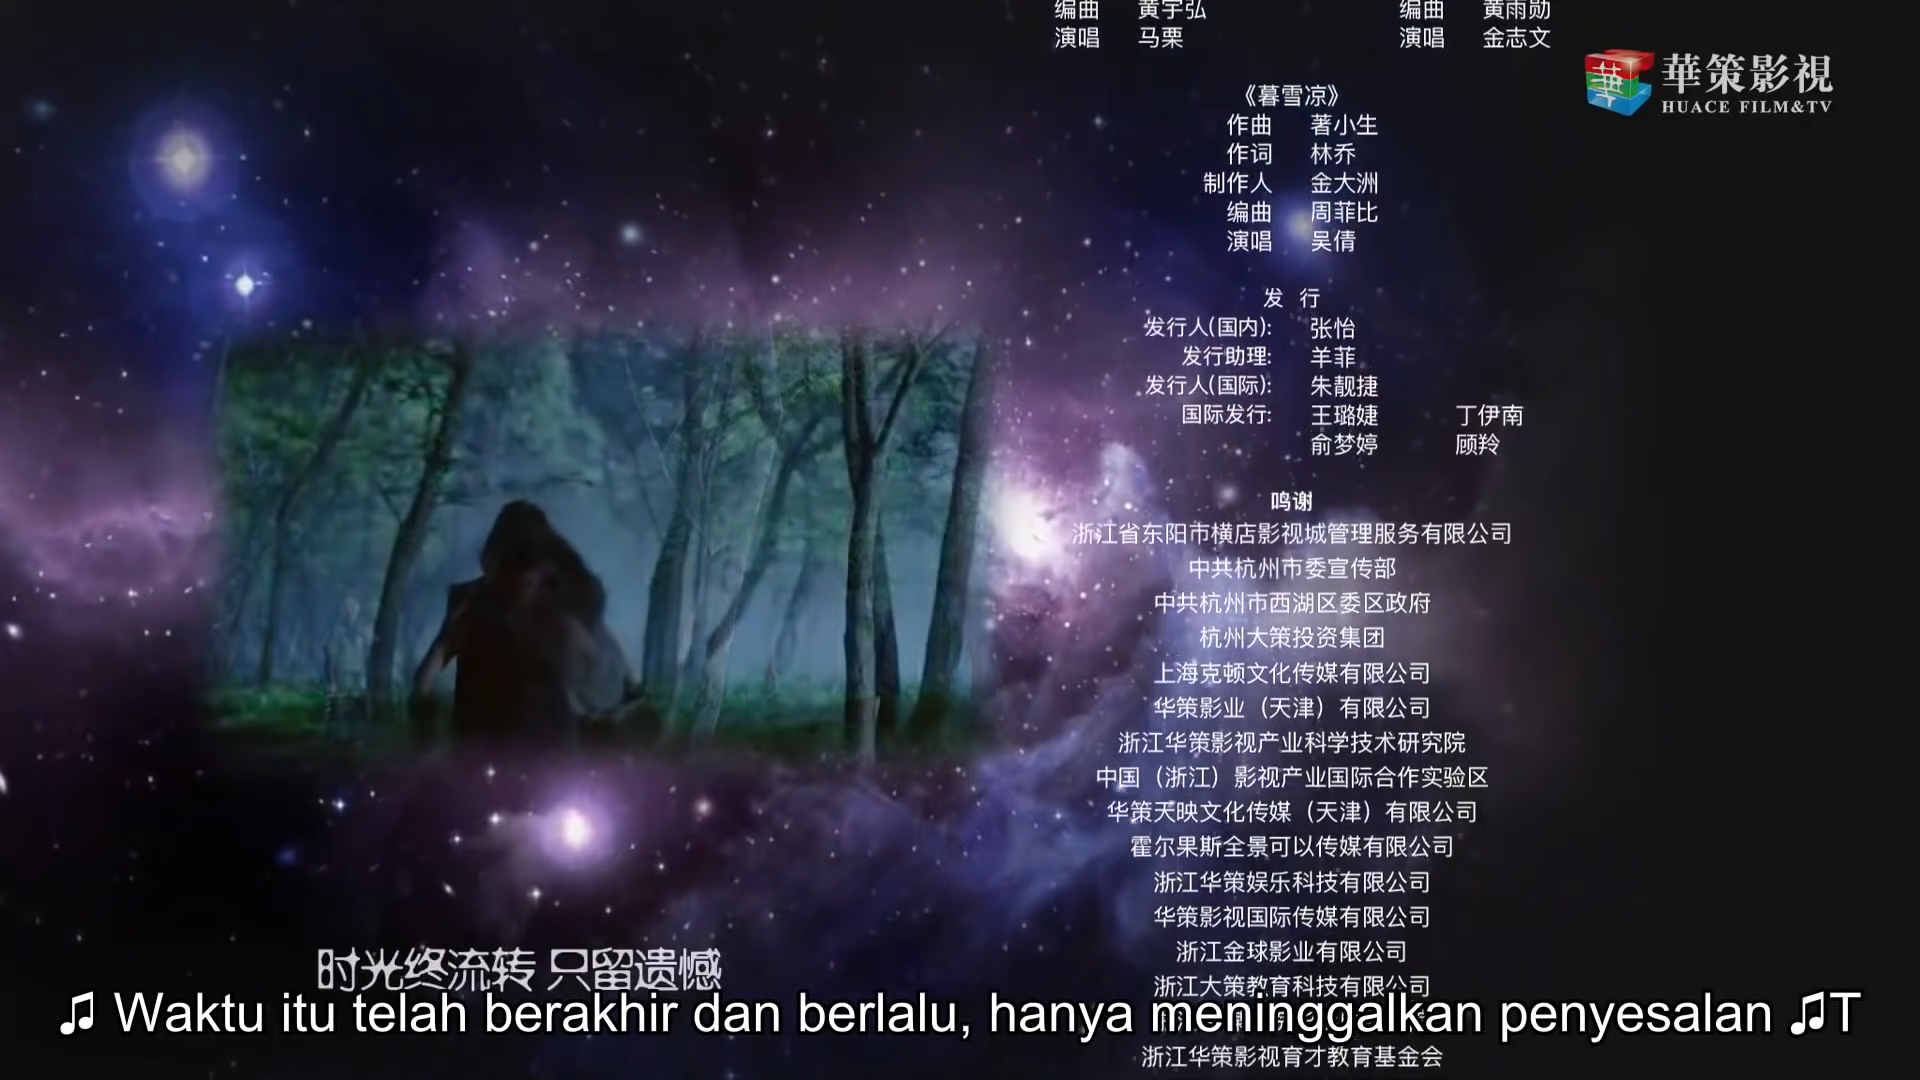 编曲 黄宇弘 编曲 黄雨勋
演唱 马栗 演唱 金志文
華策影視
HUACE FILM&TV
《暮雪凉》
作曲 著小生
作词 林乔
制作人 金大洲
编曲 周菲比
演唱 吴倩
发 行
发行人(国内): 张怡
发行助理: 羊菲
发行人(国际): 朱靓捷
国际发行: 王璐婕 丁伊南
俞梦婷 顾羚
鸣谢
浙江省东阳市横店影视城管理服务有限公司
中共杭州市委宣传部
中共杭州市西湖区委区政府
杭州大策投资集团
上海克顿文化传媒有限公司
华策影业（天津）有限公司
浙江华策影视产业科学技术研究院
中国（浙江）影视产业国际合作实验区
华策天映文化传媒（天津）有限公司
霍尔果斯全景可以传媒有限公司
浙江华策娱乐科技有限公司
华策影视国际传媒有限公司
浙江金球影业有限公司
浙江大策教育科技有限公司
浙江华策影视育才教育基金会
时光终流转 只留遗憾
♫ Waktu itu telah berakhir dan berlalu, hanya meninggalkan penyesalan ♫T